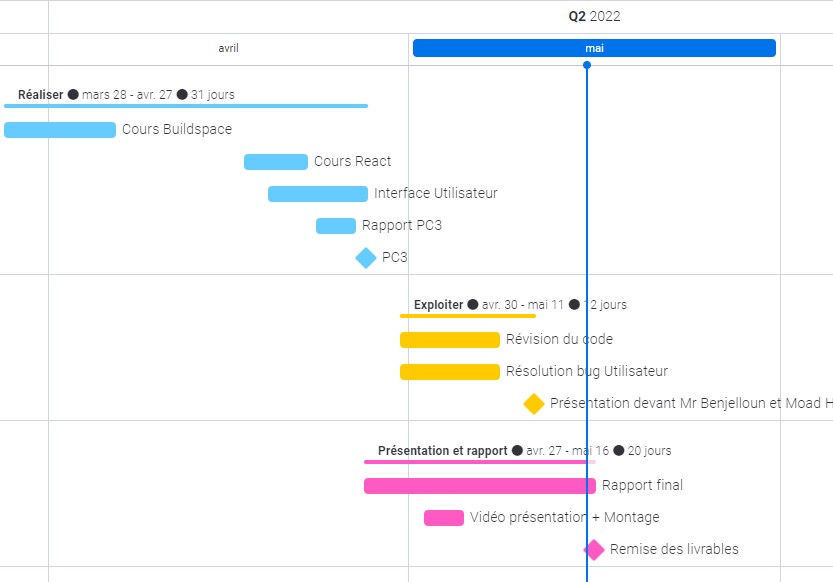 Q2 2022
avril
mai
Réaliser ● mars 28 - avr. 27 ● 31 jours
Cours Buildspace
Cours React
Interface Utilisateur
Rapport PC3
PC3
Exploiter ● avr. 30 - mai 11 ● 12 jours
Révision du code
Résolution bug Utilisateur
Présentation devant Mr Benjelloun et Moad H
Présentation et rapport ● avr. 27 - mai 16 ● 20 jours
Rapport final
Vidéo présentation + Montage
Remise des livrables